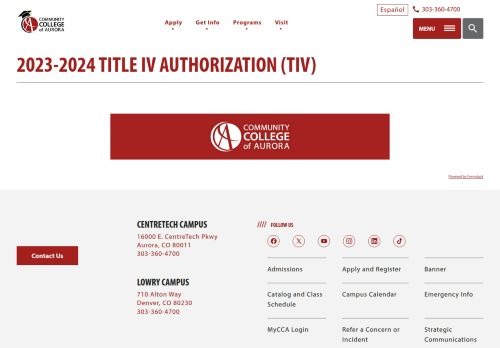 Español
303-360-4700
COMMUNITY
COLLEGE
of AURORA
Apply
Get Info
Programs
Visit
MENU
2023-2024 TITLE IV AUTHORIZATION (TIV)
COMMUNITY
COLLEGE
of AURORA
Powered by Formstack
Contact Us
CENTRETECH CAMPUS
16000 E. CentreTech Pkwy
Aurora, CO 80011
303-360-4700
LOWRY CAMPUS
710 Alton Way
Denver, CO 80230
303-360-4700
//// FOLLOW US
Admissions
Apply and Register
Banner
Catalog and Class
Schedule
Campus Calendar
Emergency Info
MyCCA Login
Refer a Concern or
Incident
Strategic
Communications